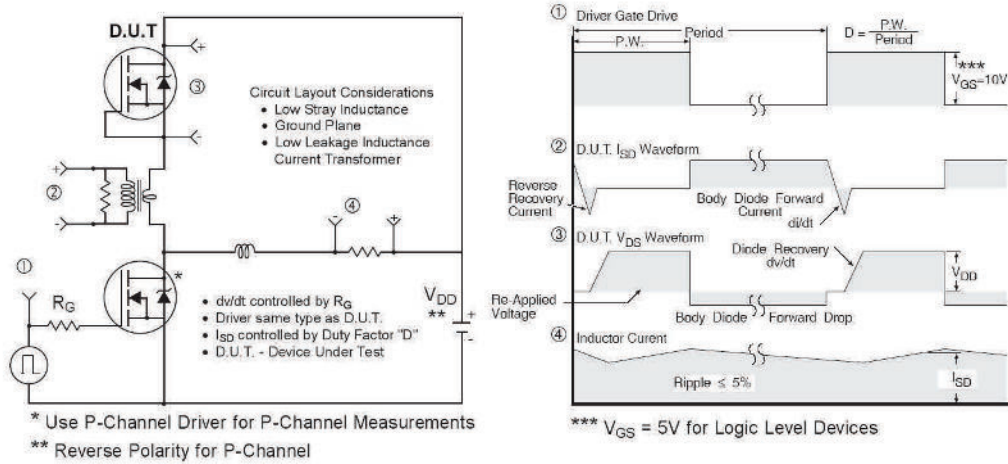 D.U.T
+
③
-
Circuit Layout Considerations
• Low Stray Inductance
• Ground Plane
• Low Leakage Inductance
Current Transformer
+
②
-
④
-
+
①
RG
*
• dv/dt controlled by RG
• Driver same type as D.U.T.
• ISD controlled by Duty Factor "D"
• D.U.T. - Device Under Test
VDD
**
+
-
* Use P-Channel Driver for P-Channel Measurements
** Reverse Polarity for P-Channel
① Driver Gate Drive
P.W.
Period
D = P.W.
Period
***
VGS=10V
② D.U.T. ISD Waveform
Reverse
Recovery
Current
Body Diode Forward
Current
di/dt
③ D.U.T. VDS Waveform
Diode Recovery
dv/dt
VDD
Re-Applied
Voltage
Body Diode Forward Drop
④ Inductor Current
Ripple ≤ 5%
ISD
*** VGS = 5V for Logic Level Devices